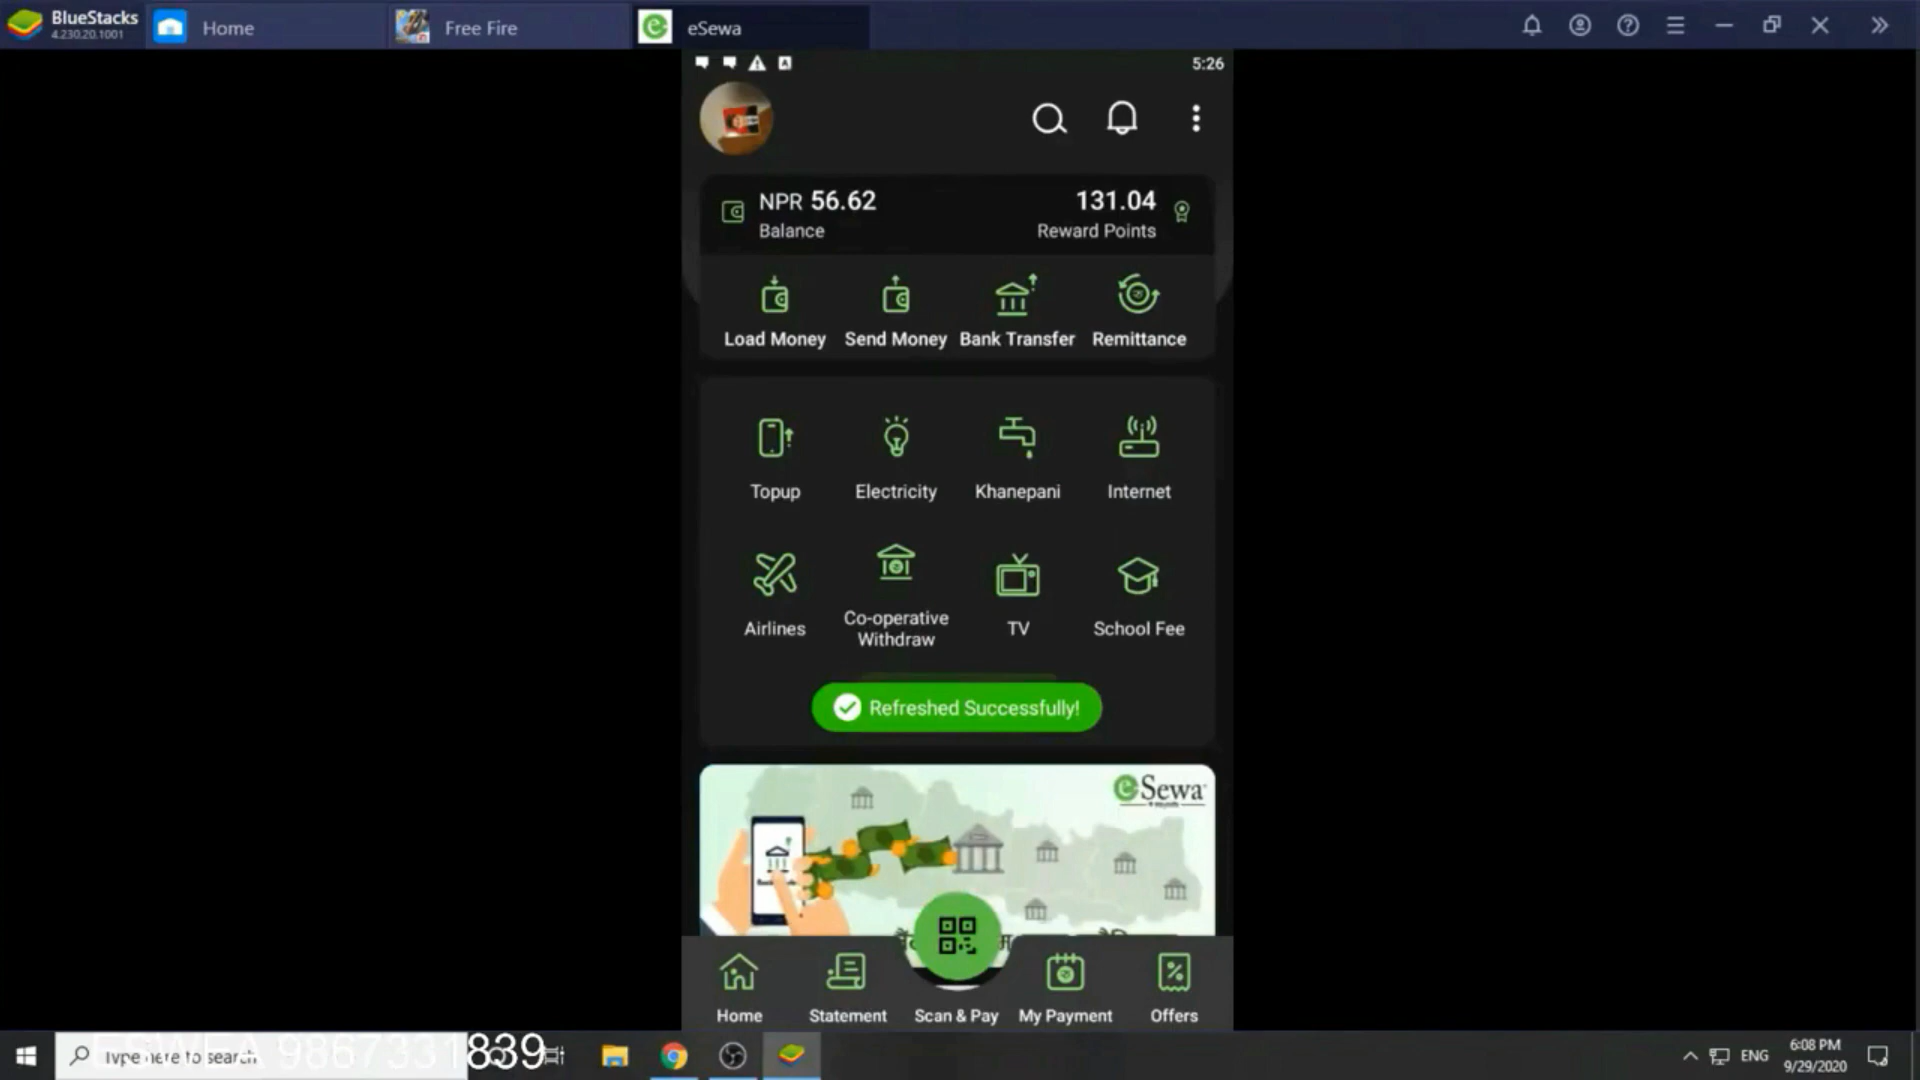 BlueStacks
4.230.20.1001
Home
Free Fire
eSewa
5:26
NPR 56.62
Balance
131.04
Reward Points
Load Money
Send Money
Bank Transfer
Remittance
Topup
Electricity
Khanepani
Internet
Airlines
Co-operative
Withdraw
TV
School Fee
Refreshed Successfully!
eSewa
Home
Statement
Scan & Pay
My Payment
Offers
Type here to search
ESWEA 9867331839
ENG
6:08 PM
9/29/2020